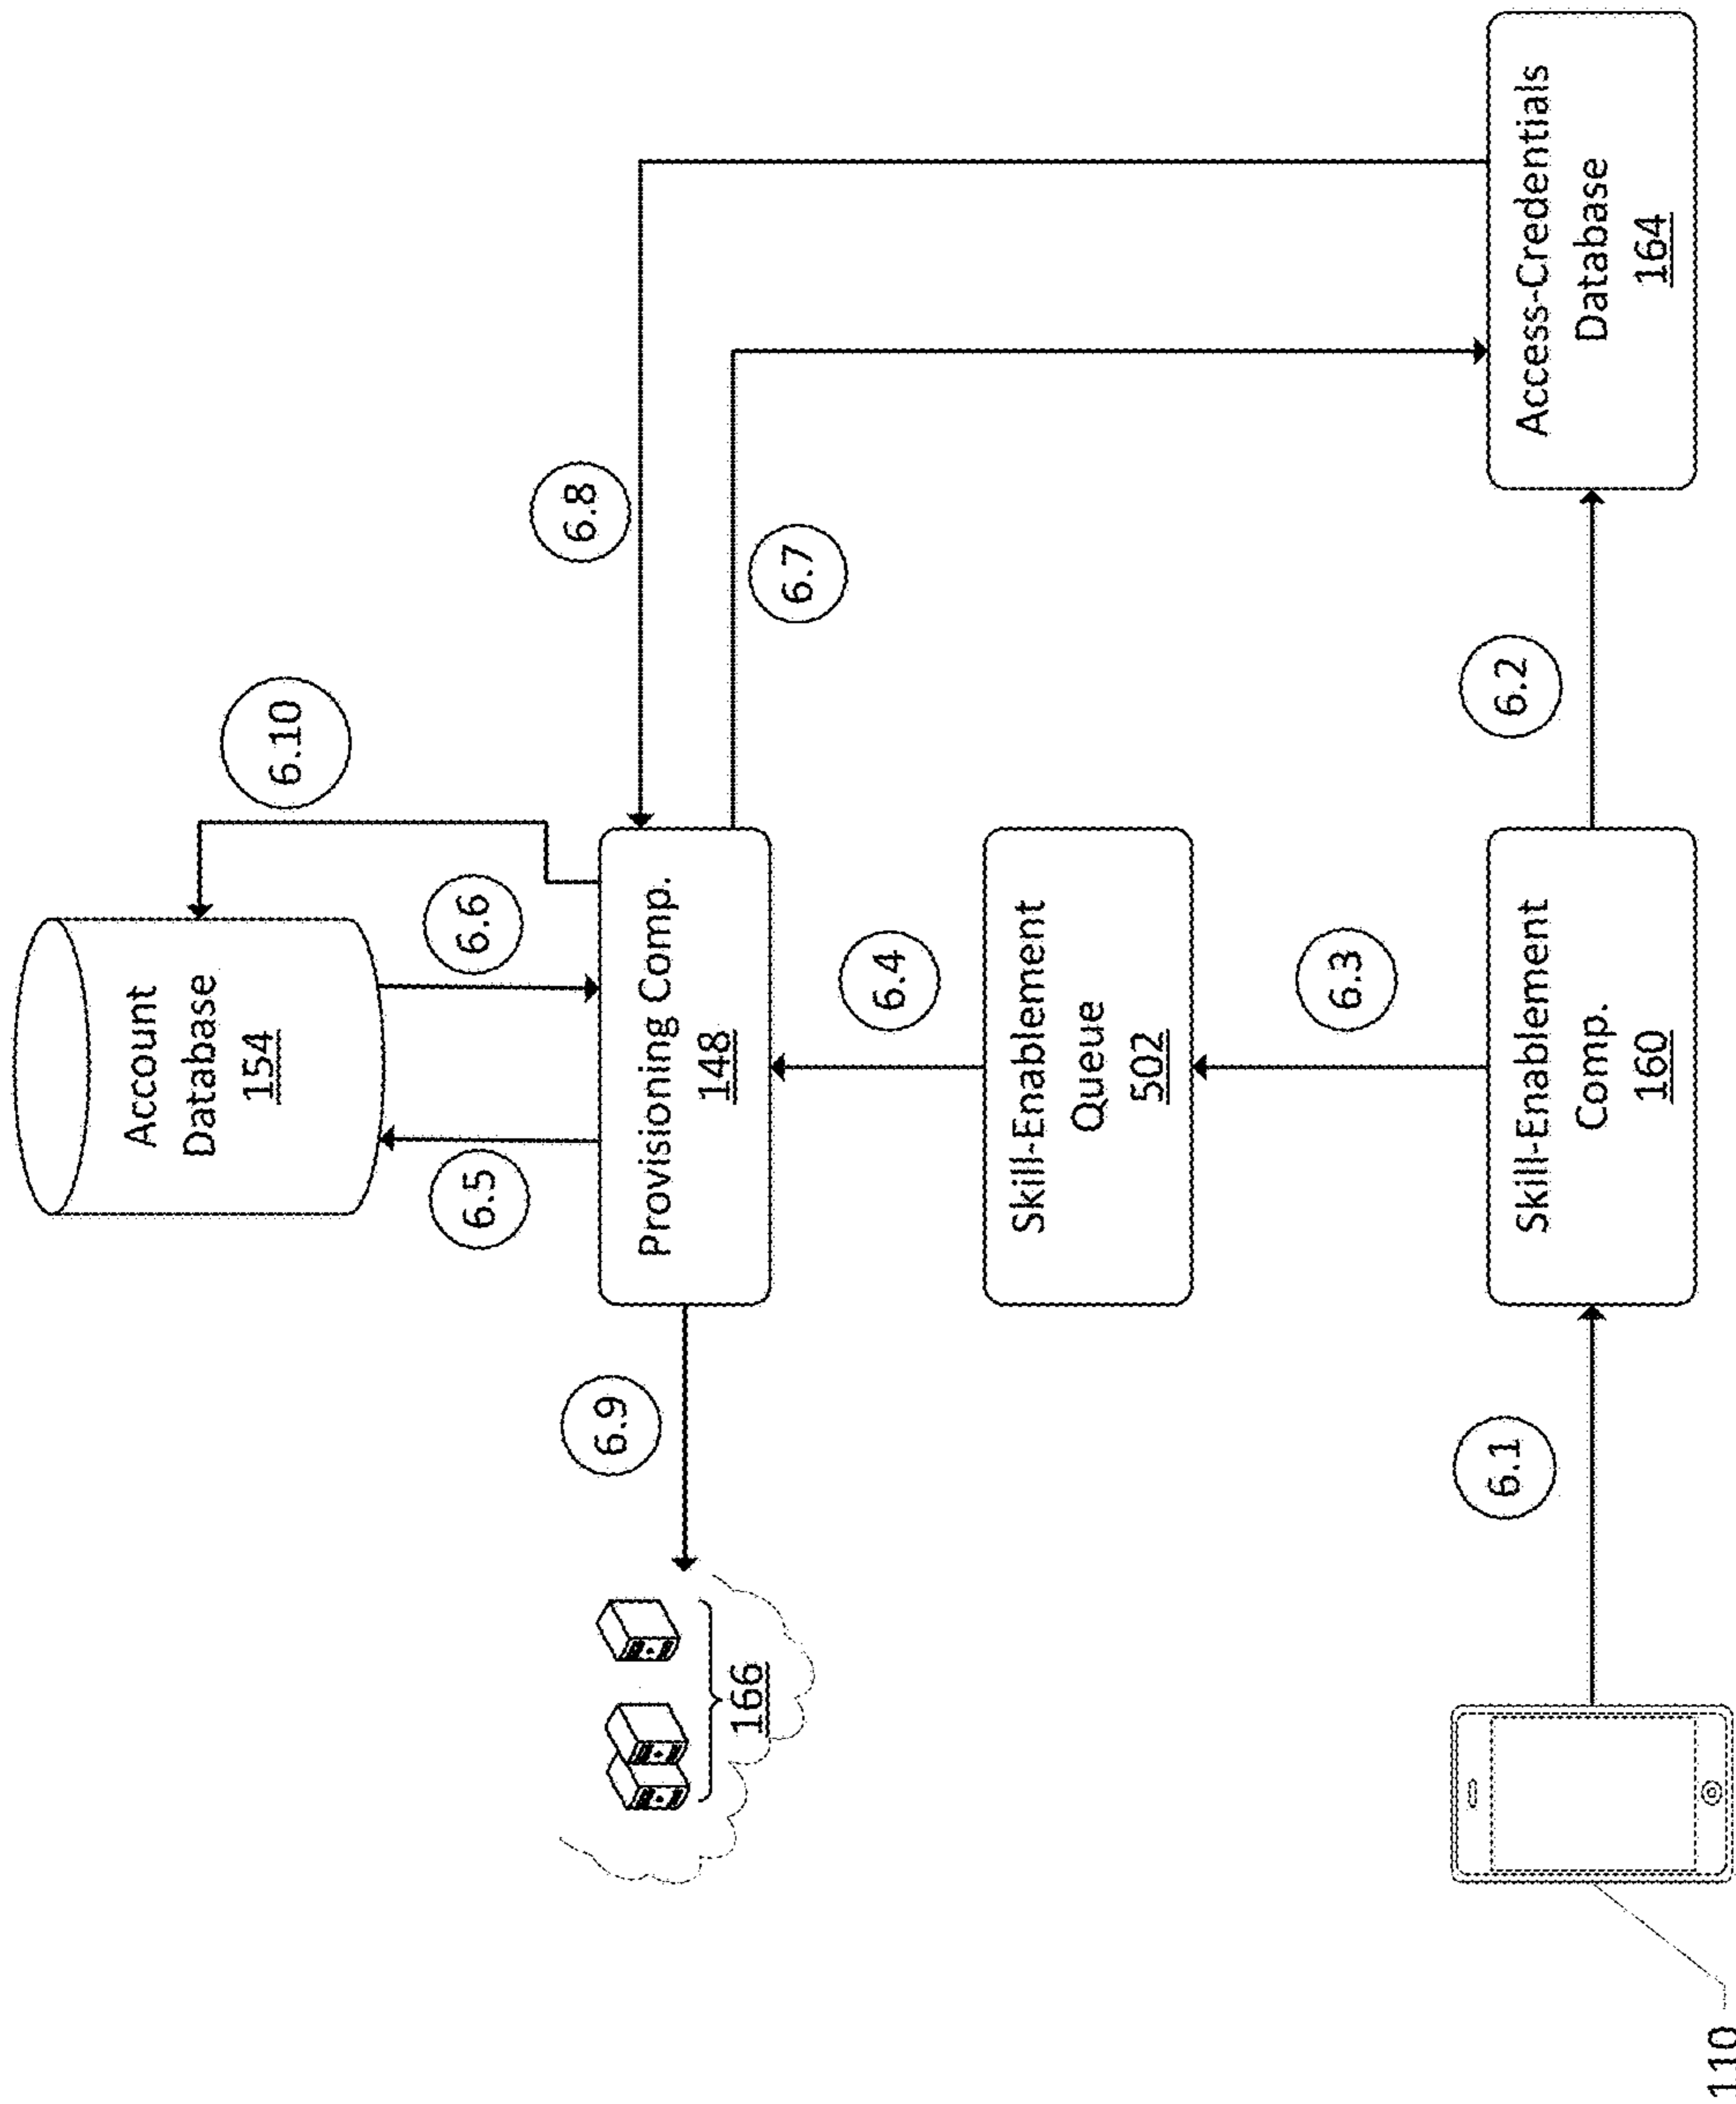 Account
Database
154
6.10
6.5
6.6
6.9
Provisioning Comp.
148
6.8
6.7
166
6.4
Skill-Enablement
Queue
502
6.3
6.1
Skill-Enablement
Comp.
160
6.2
Access-Credentials
Database
164
110